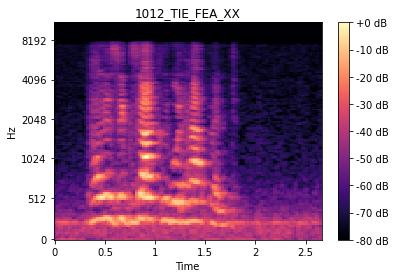 1012_TIE_FEA_XX
+0 dB
8192
-10 dB
4096
-20 dB
-30 dB
2048
Hz
-40 dB
1024
-50 dB
512
-60 dB
-70 dB
0
-80 dB
0 0.5 1 1.5 2 2.5
Time